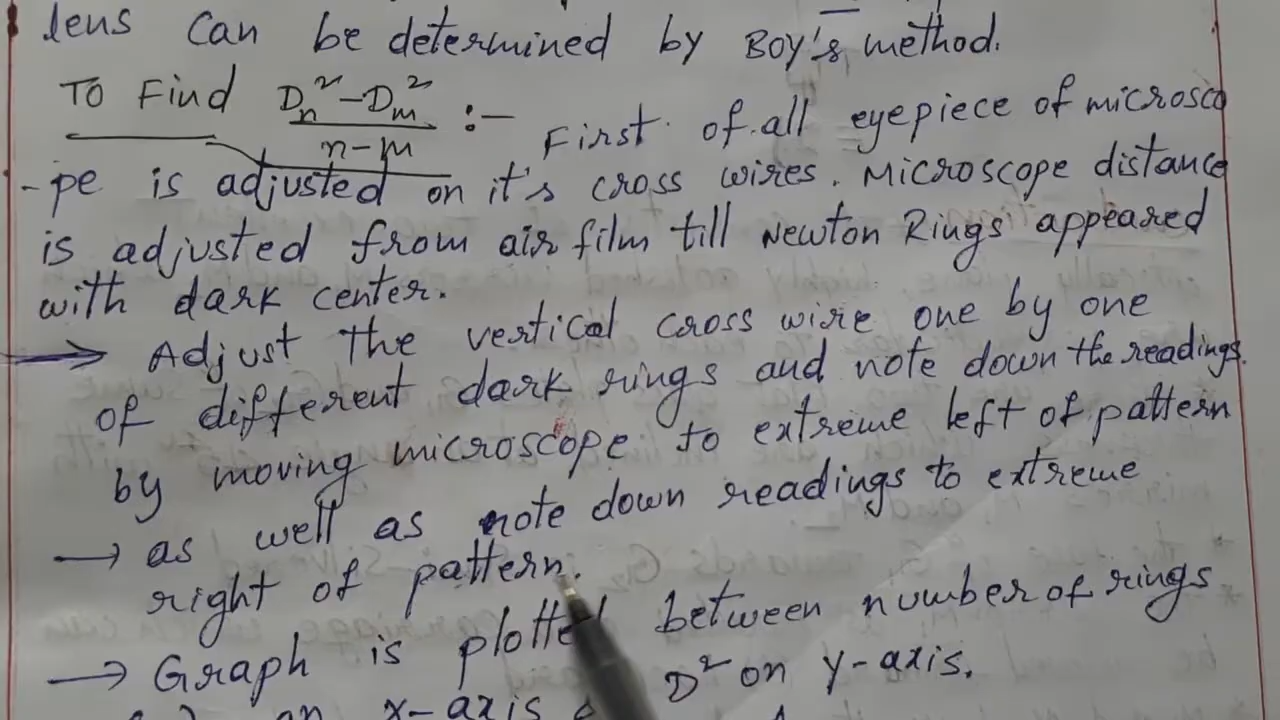 lens can be determined by Boy's method.
To Find Dn²-Dm²/n-m :- First of all eyepiece of microsco
-pe is adjusted on it's cross wires. Microscope distance
is adjusted from air film till Newton Rings appeared
with dark center.
→ Adjust the vertical cross wire one by one
of different dark rings and note down the readings.
by moving microscope to extreme left of pattern
→ as well as note down readings to extreme
right of pattern.
→ Graph is plotted between number of rings
on x-axis D² on y-axis.